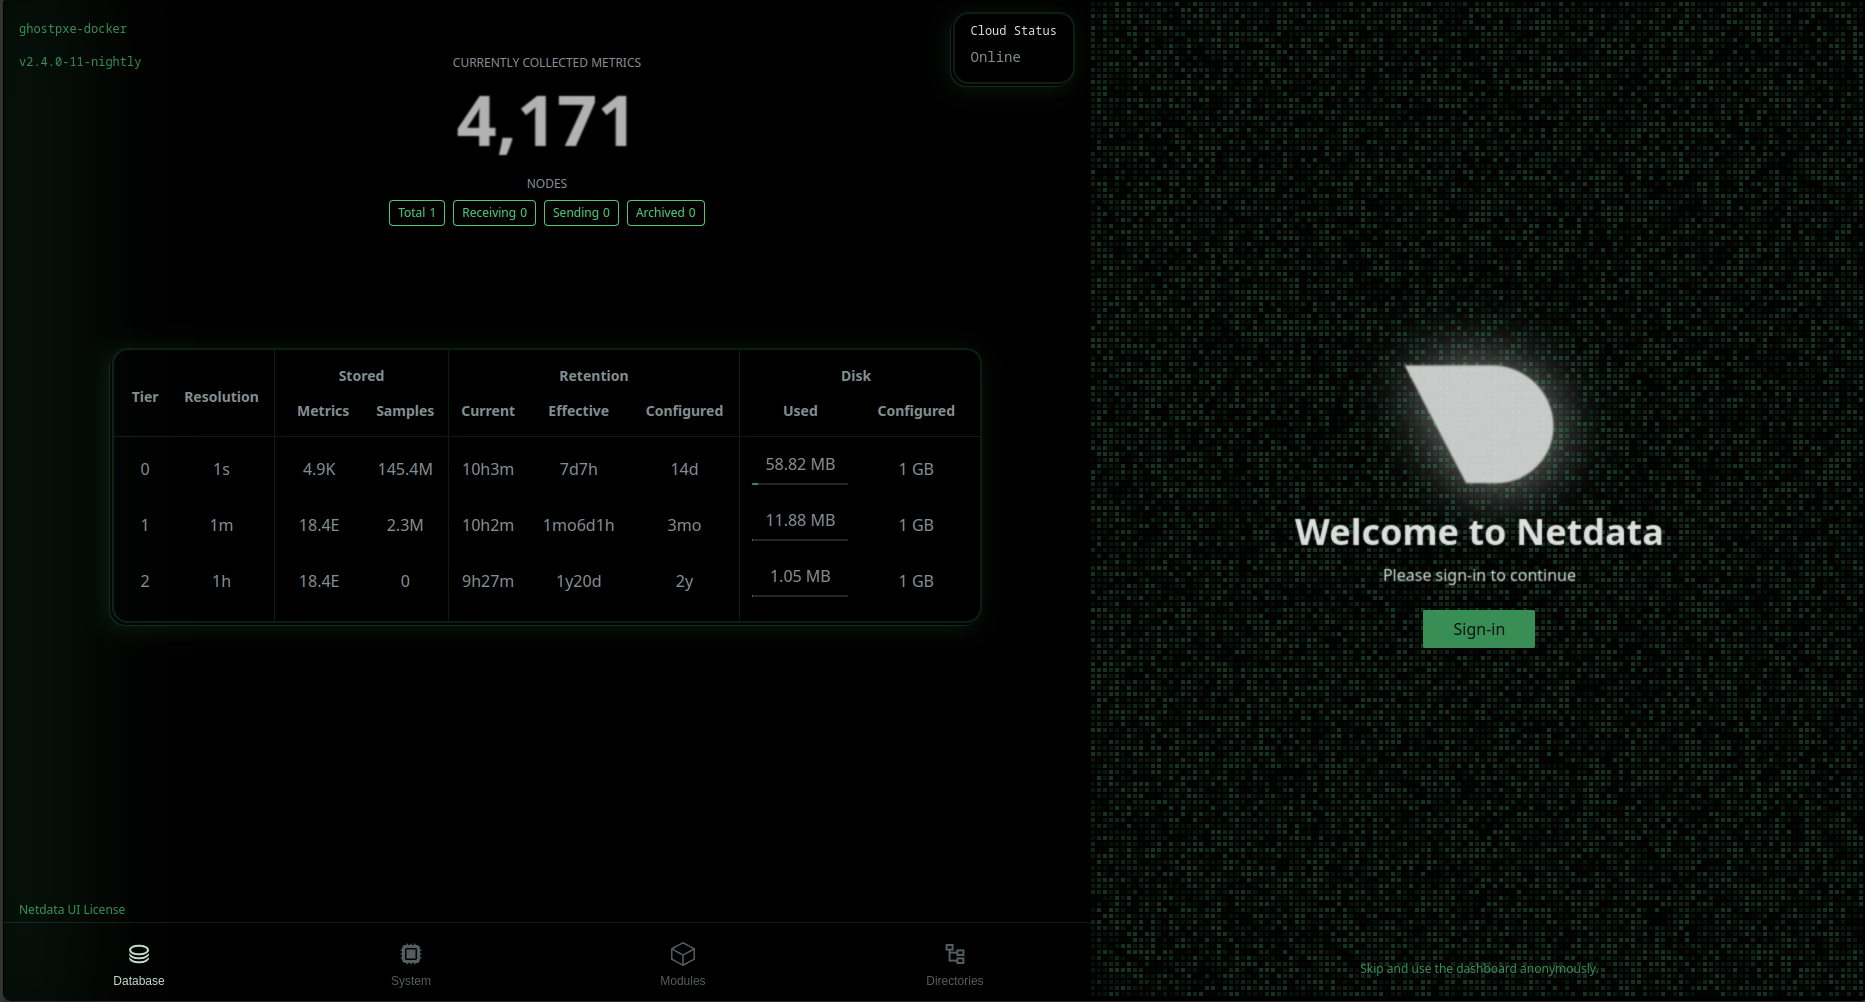 ghostpxe-docker
v2.4.0-11-nightly
Cloud Status
Online
CURRENTLY COLLECTED METRICS
4,171
NODES
Total 1 Receiving 0 Sending 0 Archived 0
Stored Retention Disk
Tier Resolution
Metrics Samples Current Effective Configured Used Configured
0 1s 4.9K 145.4M 10h3m 7d7h 14d 58.82 MB 1 GB
1 1m 18.4E 2.3M 10h2m 1mo6d1h 3mo 11.88 MB 1 GB
2 1h 18.4E 0 9h27m 1y20d 2y 1.05 MB 1 GB
Netdata UI License
Database System Modules Directories
Welcome to Netdata
Please sign-in to continue
Sign-in
Skip and use the dashboard anonymously.